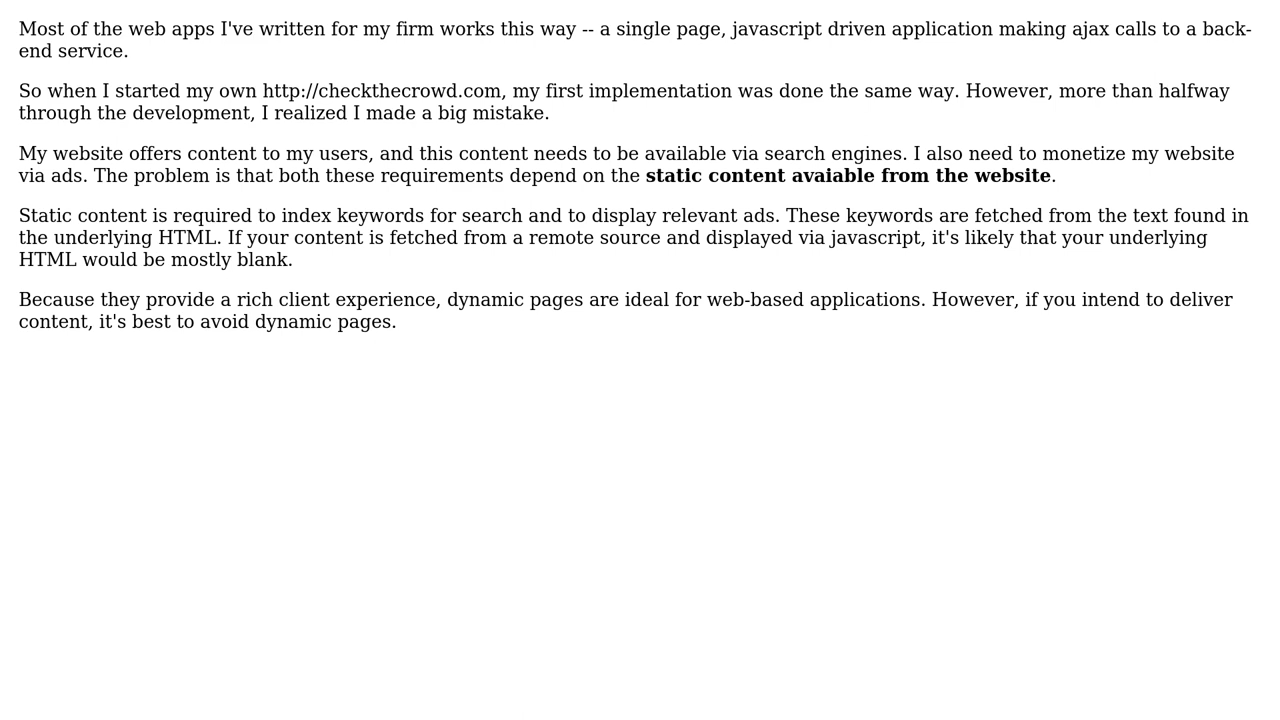 Most of the web apps I've written for my firm works this way -- a single page, javascript driven application making ajax calls to a back-
end service.
So when I started my own http://checkthecrowd.com, my first implementation was done the same way. However, more than halfway
through the development, I realized I made a big mistake.
My website offers content to my users, and this content needs to be available via search engines. I also need to monetize my website
via ads. The problem is that both these requirements depend on the static content avaiable from the website.
Static content is required to index keywords for search and to display relevant ads. These keywords are fetched from the text found in
the underlying HTML. If your content is fetched from a remote source and displayed via javascript, it's likely that your underlying
HTML would be mostly blank.
Because they provide a rich client experience, dynamic pages are ideal for web-based applications. However, if you intend to deliver
content, it's best to avoid dynamic pages.